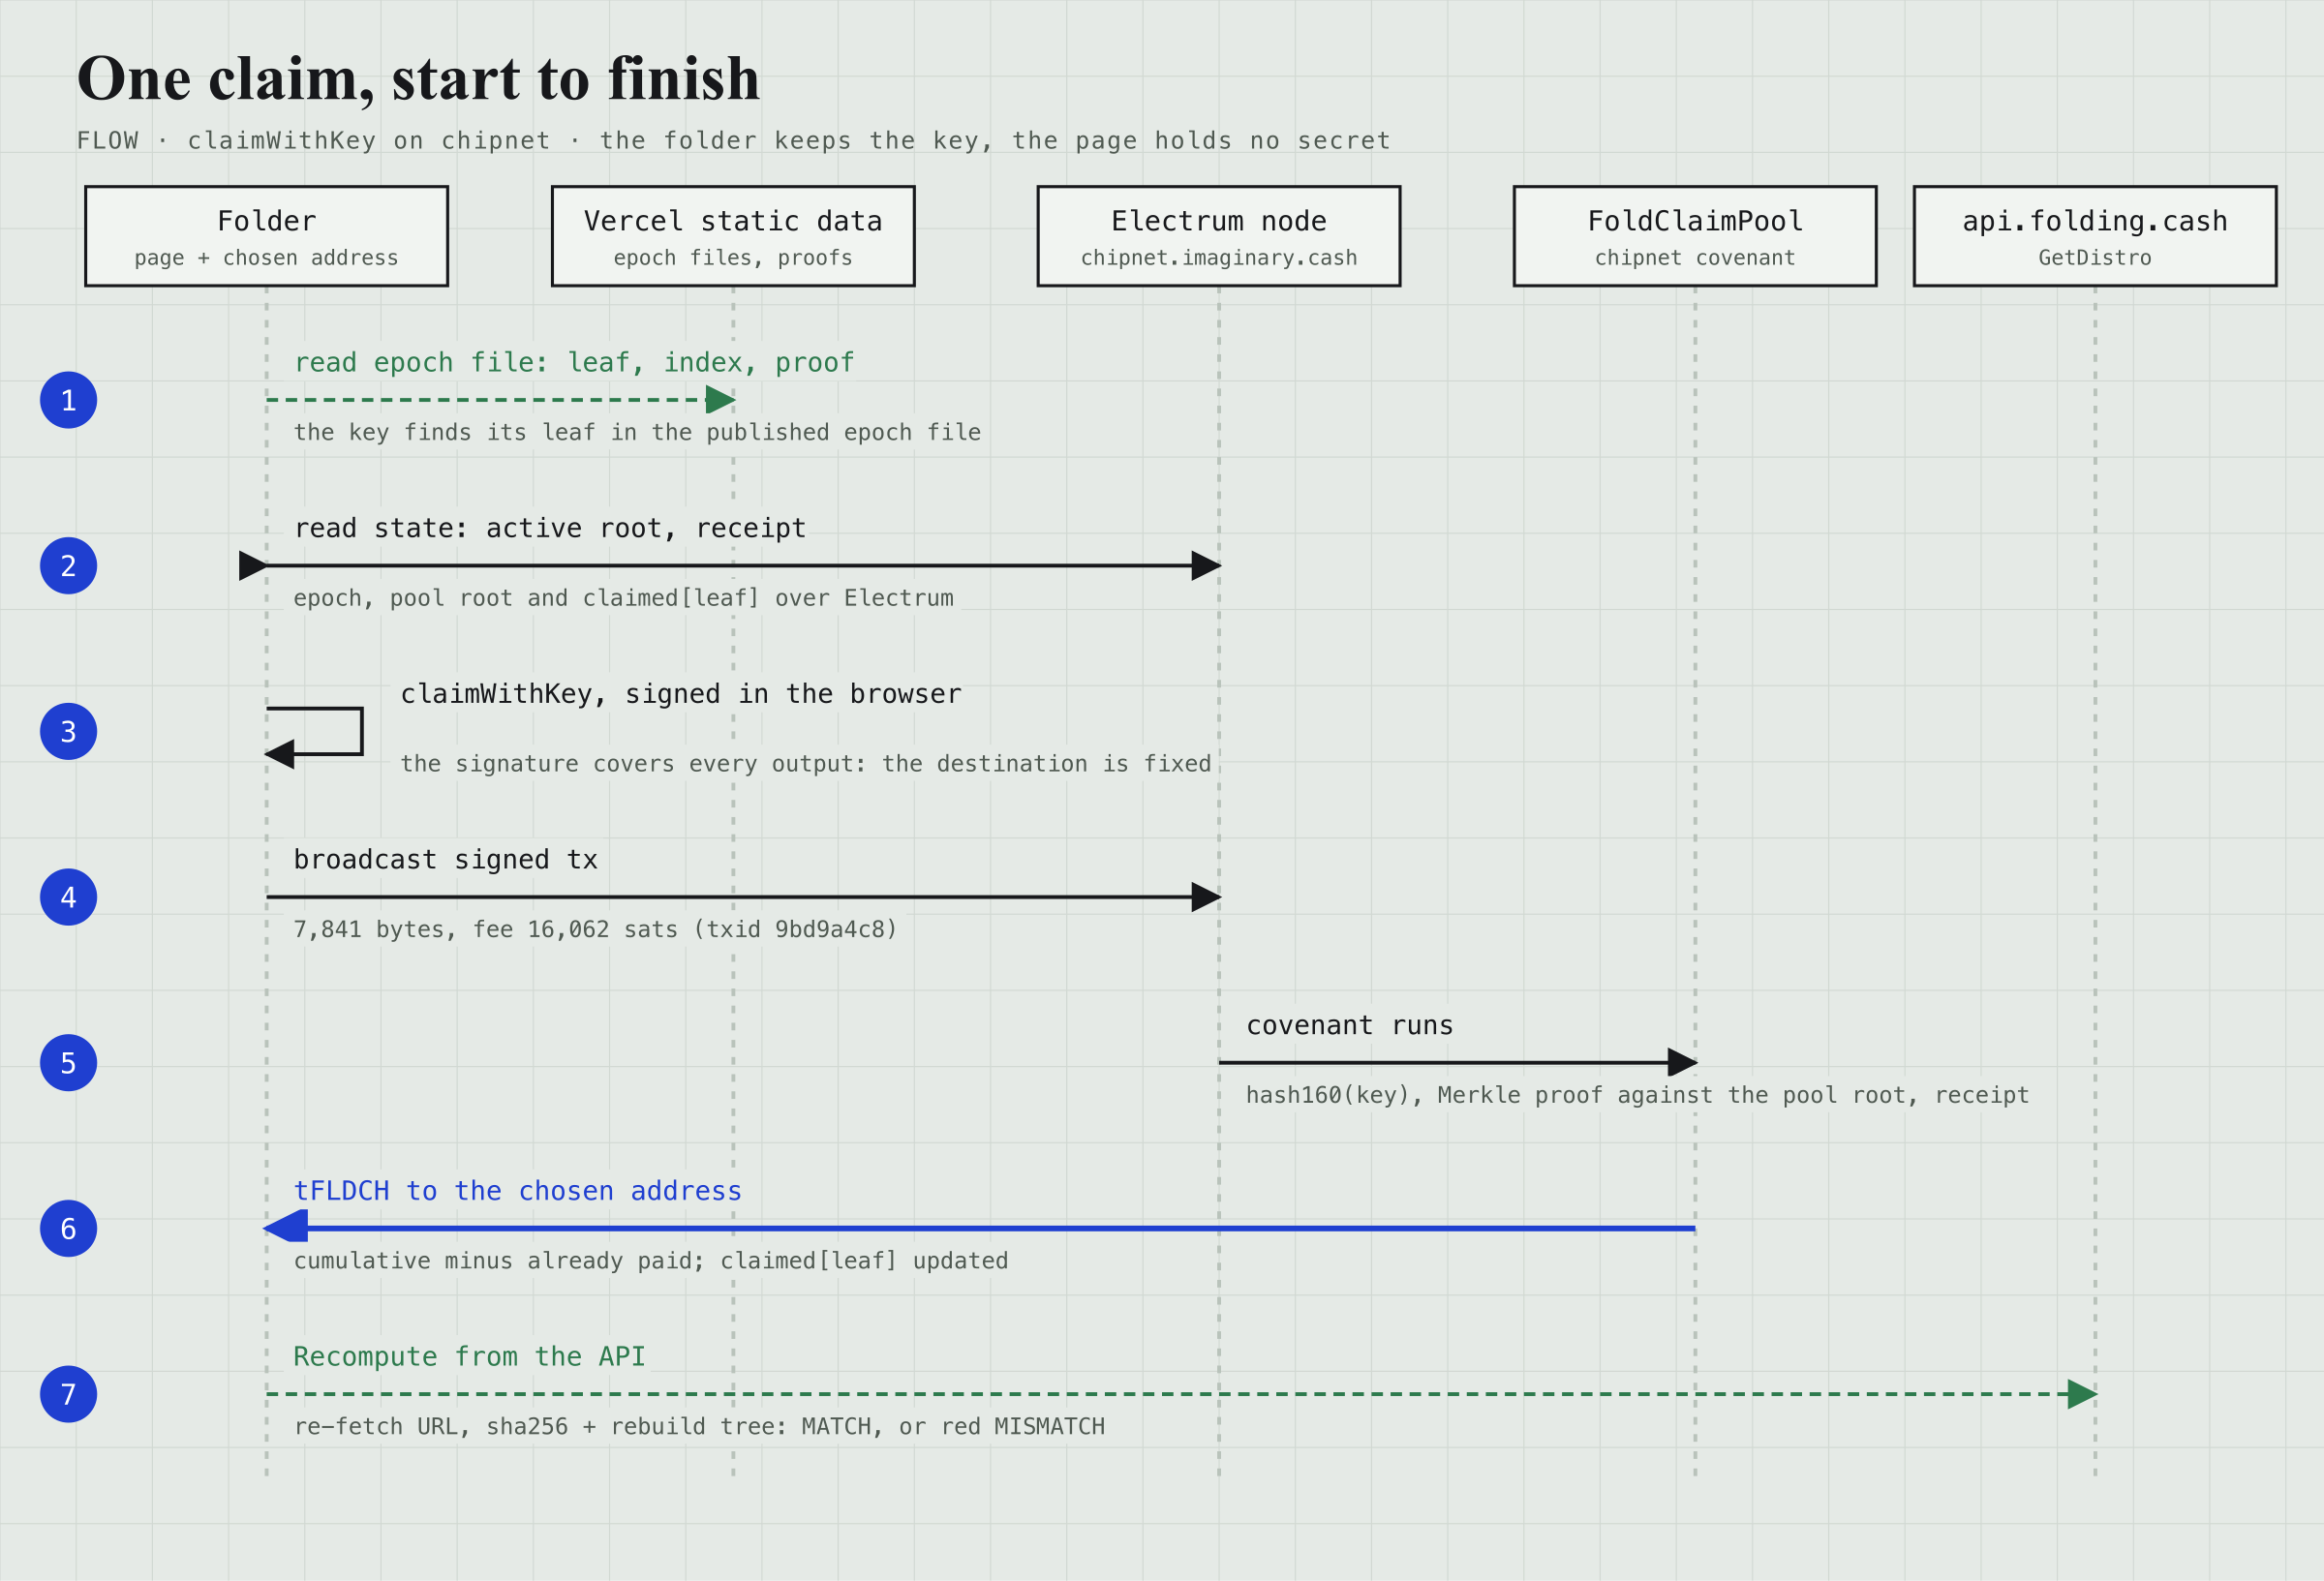 One claim, start to finish
FLOW · claimWithKey on chipnet · the folder keeps the key, the page holds no secret
Folder
page + chosen address
Vercel static data
epoch files, proofs
Electrum node
chipnet.imaginary.cash
FoldClaimPool
chipnet covenant
api.folding.cash
GetDistro
1
read epoch file: leaf, index, proof
the key finds its leaf in the published epoch file
2
read state: active root, receipt
epoch, pool root and claimed[leaf] over Electrum
3
claimWithKey, signed in the browser
the signature covers every output: the destination is fixed
4
broadcast signed tx
7,841 bytes, fee 16,062 sats (txid 9bd9a4c8)
5
covenant runs
hash160(key), Merkle proof against the pool root, receipt
6
tFLDCH to the chosen address
cumulative minus already paid; claimed[leaf] updated
7
Recompute from the API
re–fetch URL, sha256 + rebuild tree: MATCH, or red MISMATCH